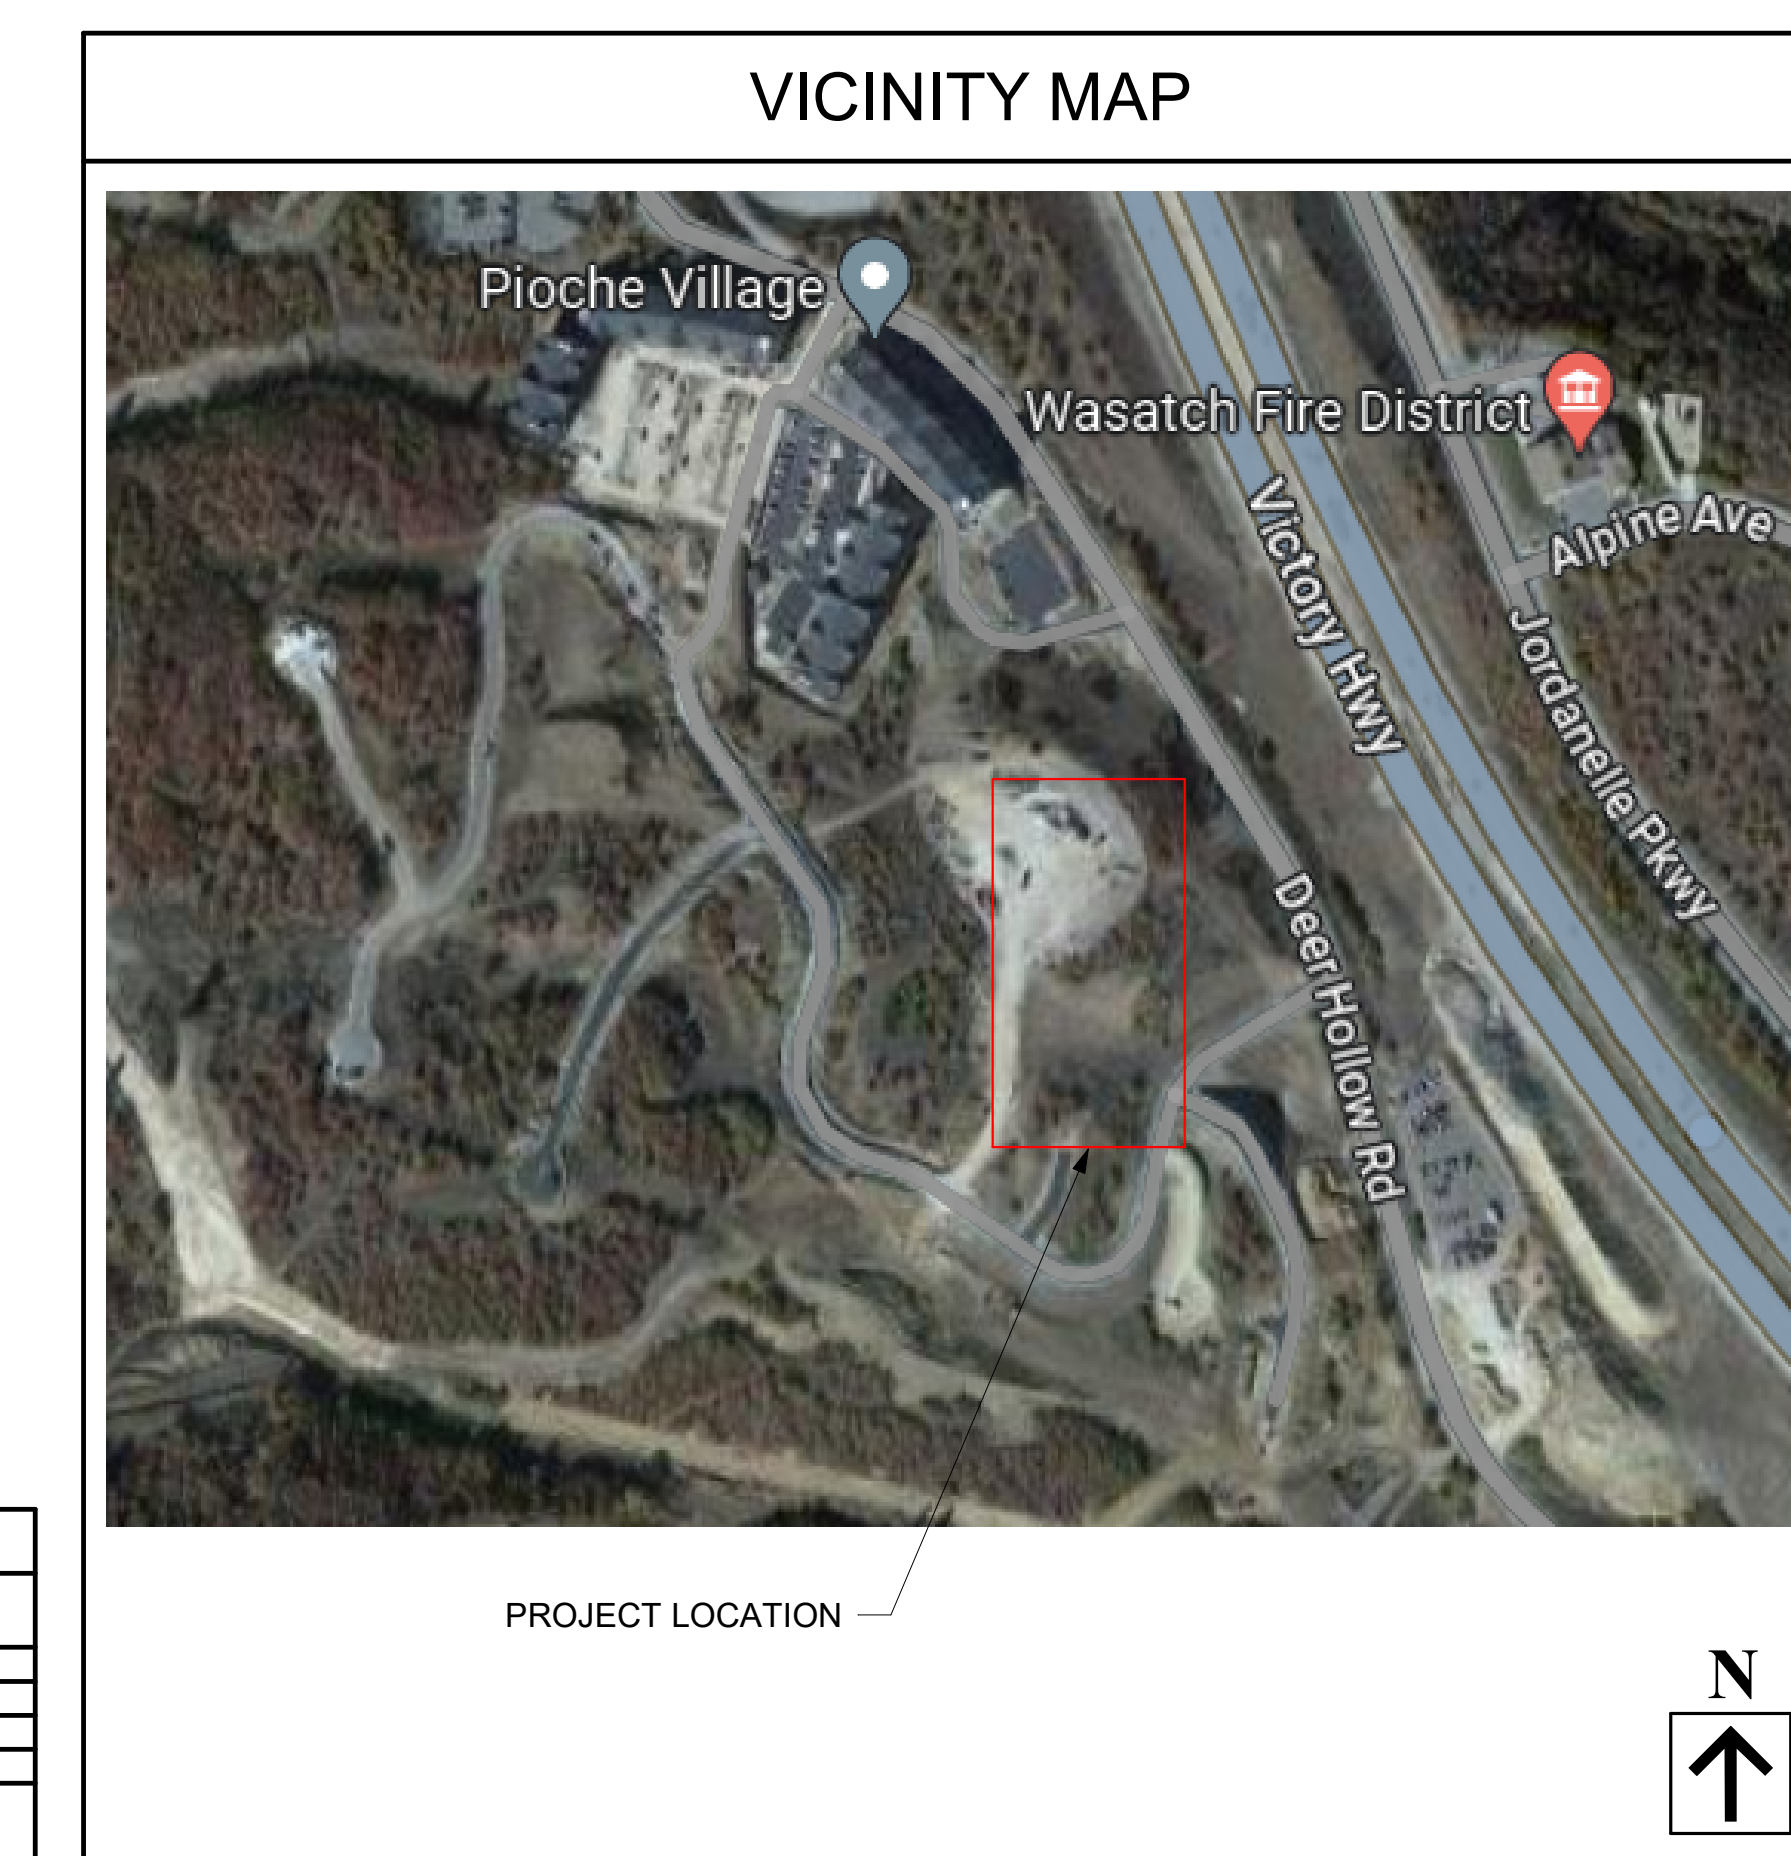 VICINITY MAP
Pioche Village
Wasatch Fire District
Victory Hwy
Alpine Ave
Jordanelle Pkwy
Deer Hollow Rd
PROJECT LOCATION
N